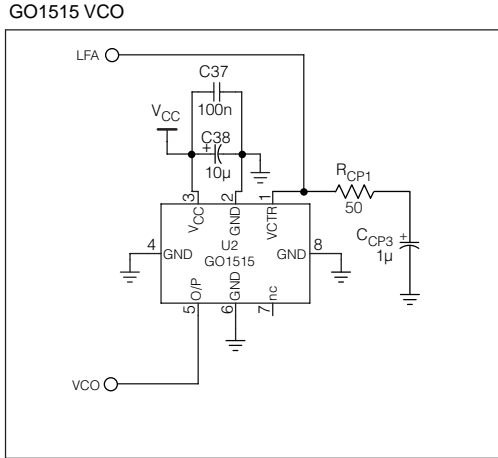 GO1515 VCO
LFA
C37
100n
VCC
C38
+
10µ
RCP1
50
3
2
1
VCC
GND
VCTR
CCP3
+
1µ
4
GND
U2
GO1515
GND
8
O/P
GND
nc
5
6
7
VCO